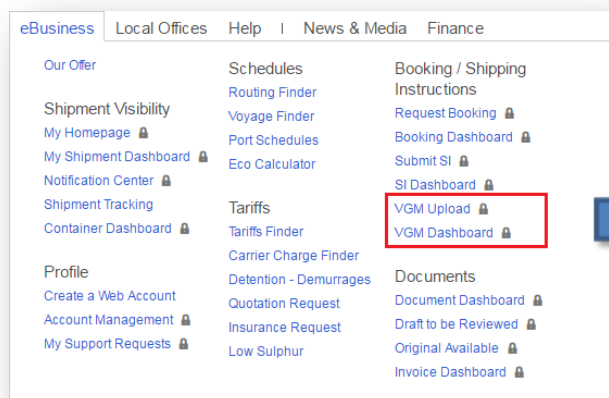 eBusiness Local Offices Help | News & Media Finance
Our Offer
Shipment Visibility
My Homepage
My Shipment Dashboard
Notification Center
Shipment Tracking
Container Dashboard
Profile
Create a Web Account
Account Management
My Support Requests
Schedules
Routing Finder
Voyage Finder
Port Schedules
Eco Calculator
Tariffs
Tariffs Finder
Carrier Charge Finder
Detention - Demurrages
Quotation Request
Insurance Request
Low Sulphur
Booking / Shipping
Instructions
Request Booking
Booking Dashboard
Submit SI
SI Dashboard
VGM Upload
VGM Dashboard
Documents
Document Dashboard
Draft to be Reviewed
Original Available
Invoice Dashboard